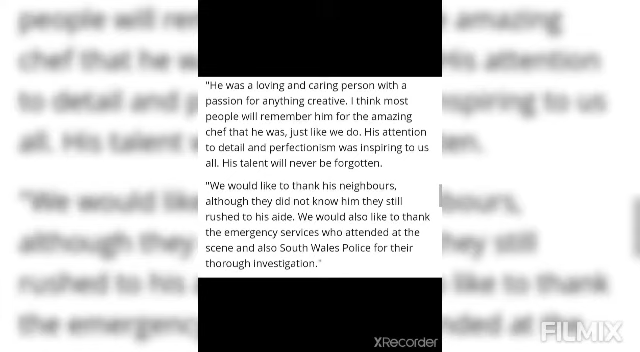 "He was a loving and caring person with a
passion for anything creative. I think most
people will remember him for the amazing
chef that he was, just like we do. His attention
to detail and perfectionism was inspiring to us
all. His talent will never be forgotten.
"We would like to thank his neighbours,
although they did not know him they still
rushed to his aide. We would also like to thank
the emergency services who attended at the
scene and also South Wales Police for their
thorough investigation."
XRecorder
FILMIX